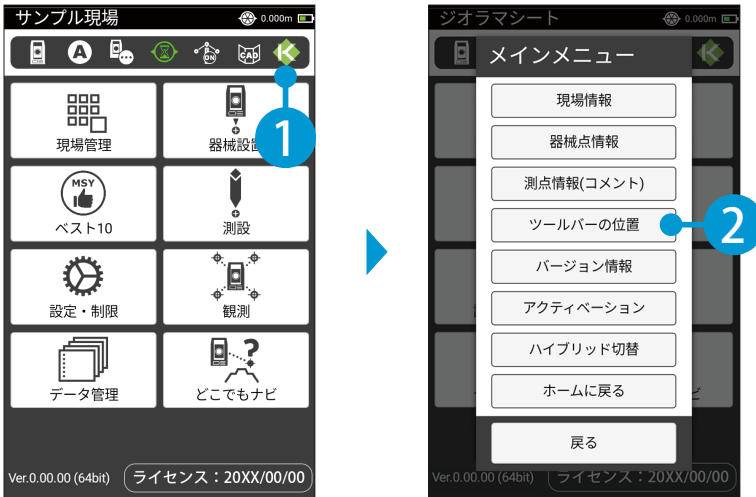 サンプル現場
0.000m
A
ON
CAD
K
1
現場管理
器械設
MSY
ベスト10
測設
設定・制限
観測
データ管理
どこでもナビ
Ver.0.00.00 (64bit)
ライセンス：20XX/00/00
ジオラマシート
0.000m
メインメニュー
現場情報
器械点情報
測点情報(コメント)
ツールバーの位置
2
バージョン情報
アクティベーション
ハイブリッド切替
ホームに戻る
戻る
Ver.0.00.00 (64bit)
ライセンス：20XX/00/00